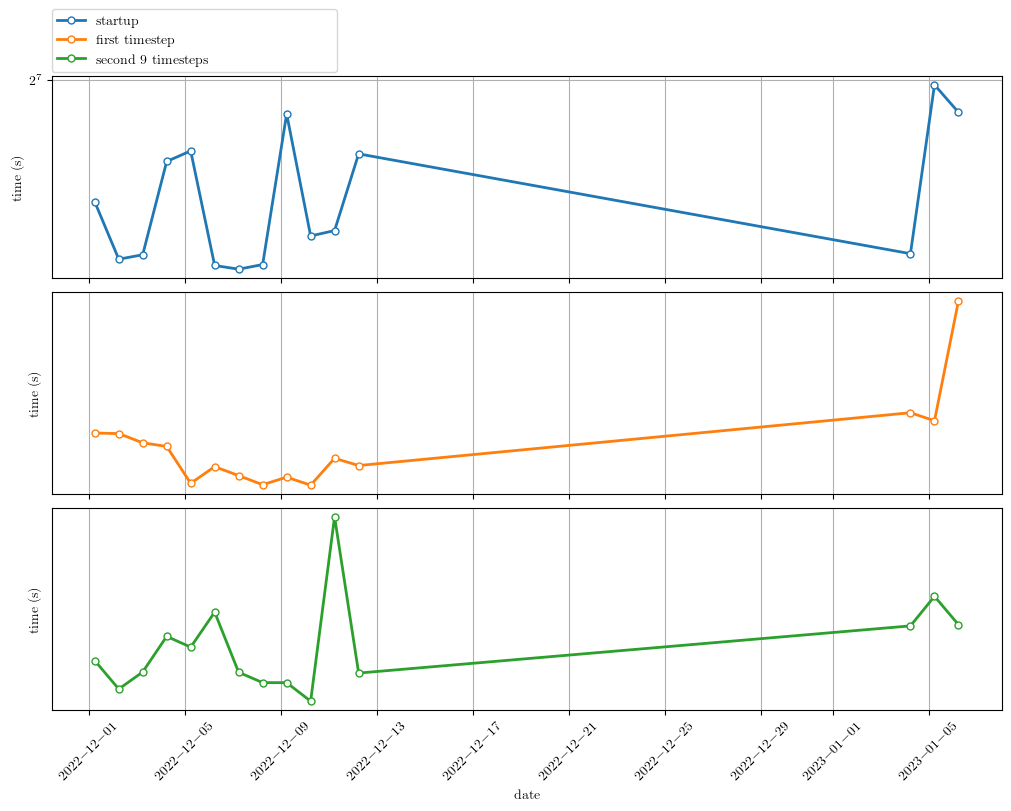 startup
first timestep
second 9 timesteps
2⁷
time (s)
time (s)
time (s)
2022−12−01
2022−12−05
2022−12−09
2022−12−13
2022−12−17
2022−12−21
2022−12−25
2022−12−29
2023−01−01
2023−01−05
date